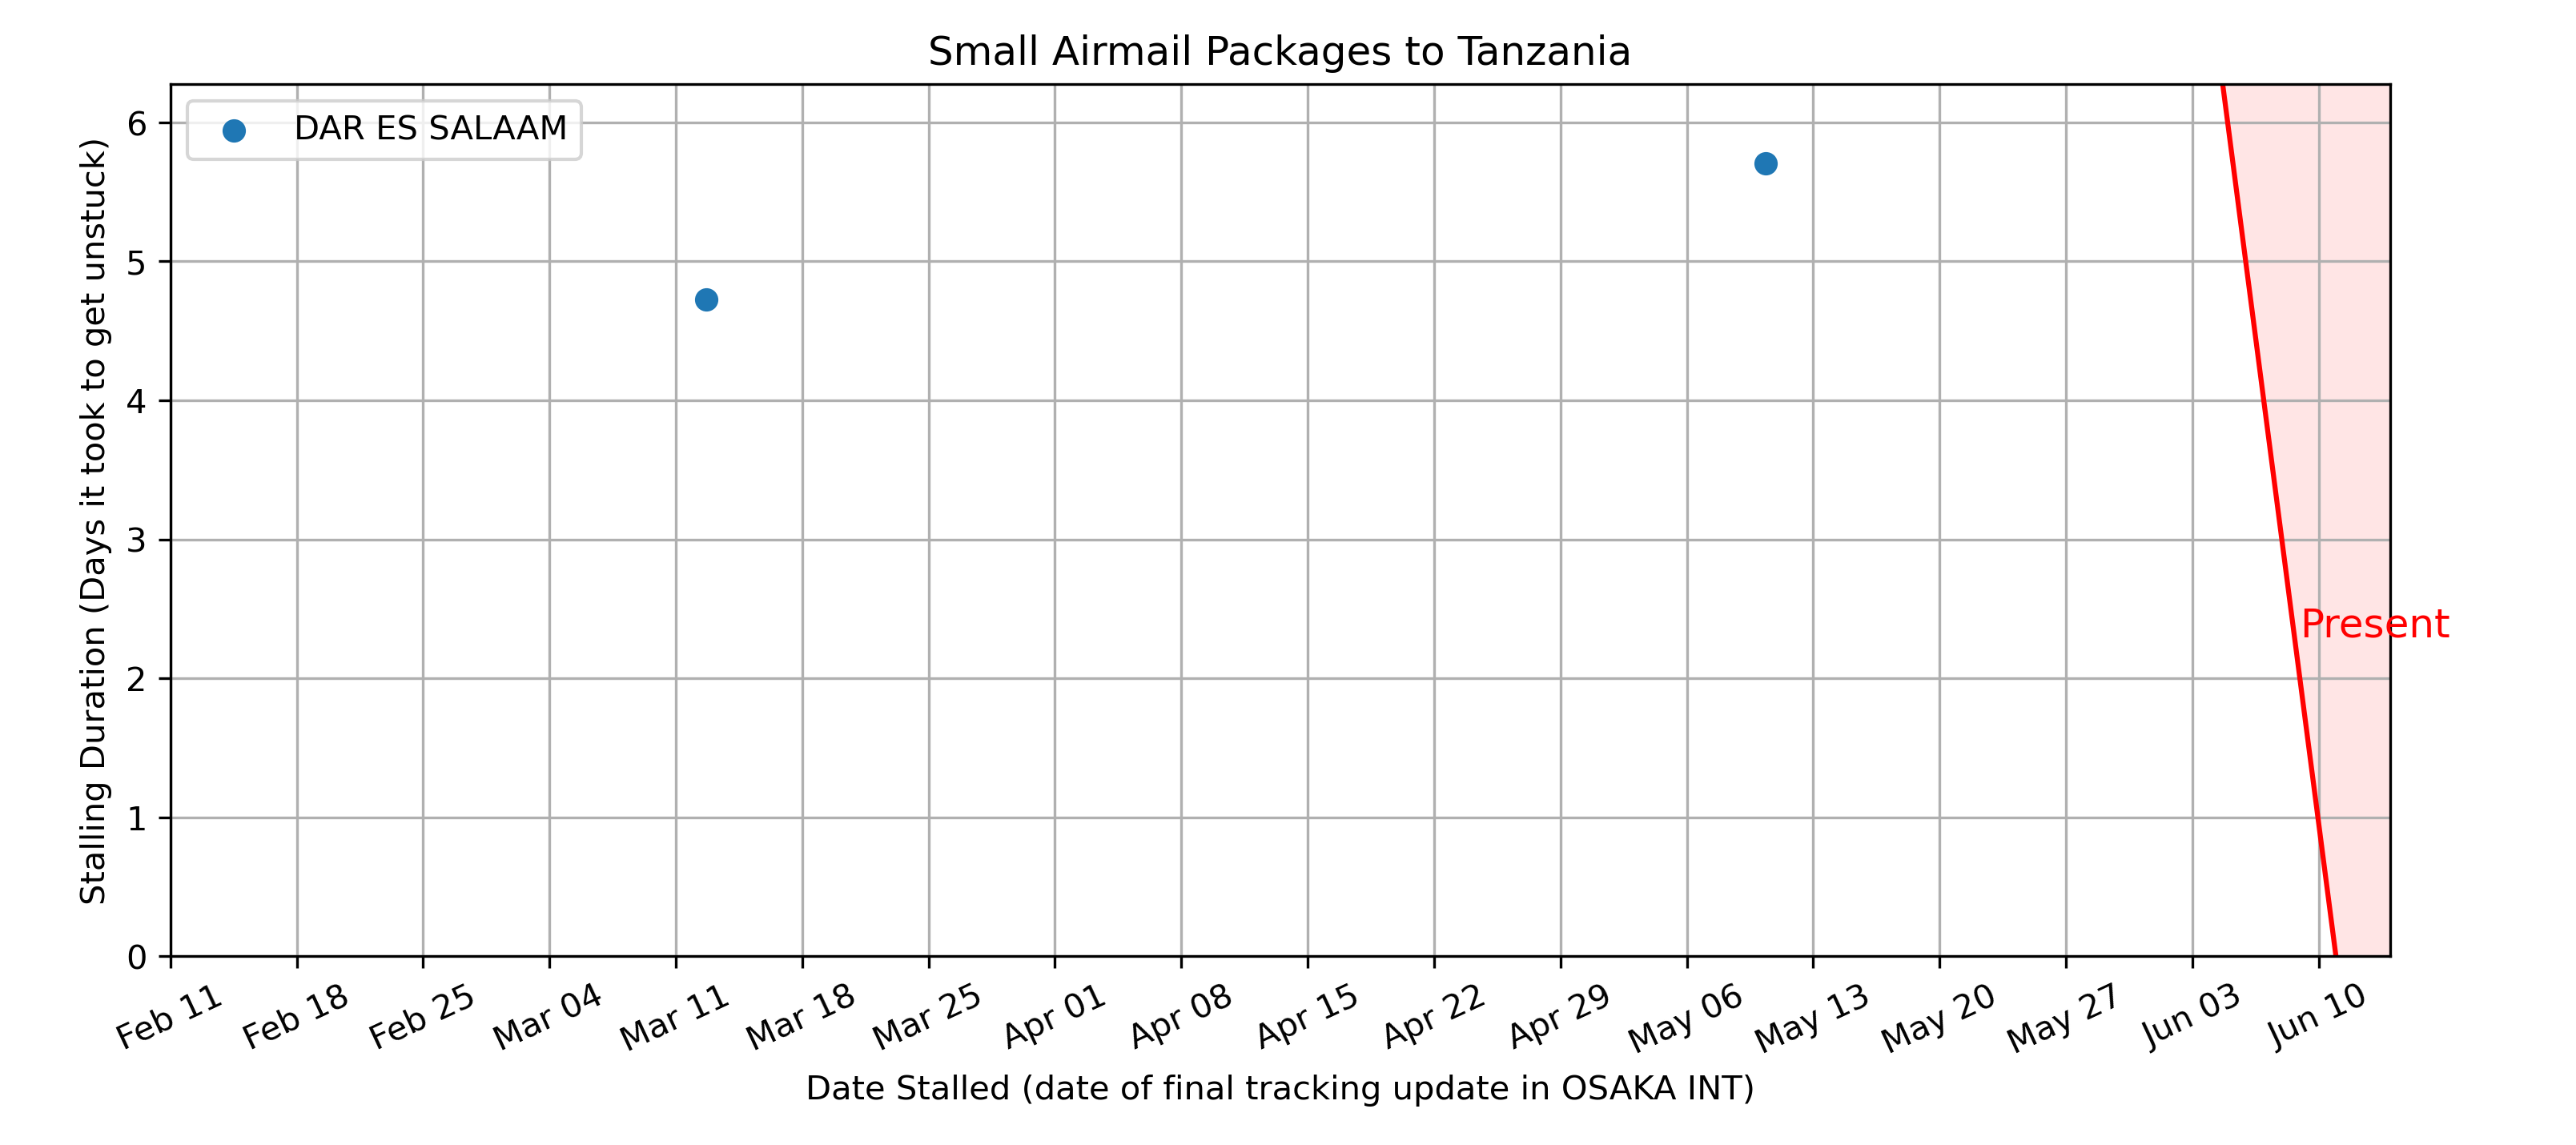 Small Airmail Packages to Tanzania
DAR ES SALAAM
Stalling Duration (Days it took to get unstuck)
6
5
4
3
2
1
0
Present
Feb 11
Feb 18
Feb 25
Mar 04
Mar 11
Mar 18
Mar 25
Apr 01
Apr 08
Apr 15
Apr 22
Apr 29
May 06
May 13
May 20
May 27
Jun 03
Jun 10
Date Stalled (date of final tracking update in OSAKA INT)